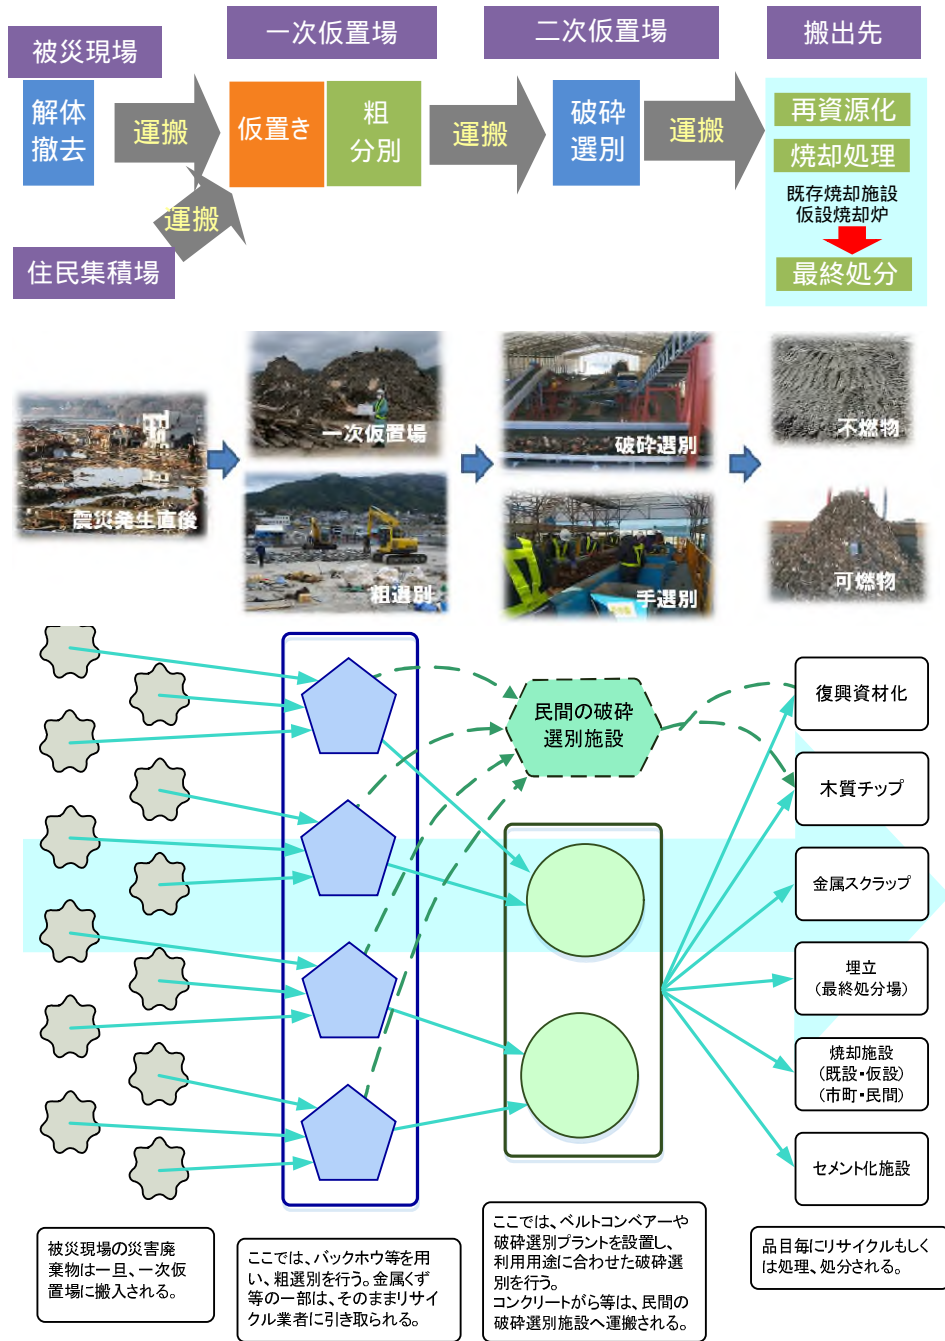 被災現場
一次仮置場
二次仮置場
搬出先
解体
撤去
運搬
仮置き
粗
分別
運搬
破砕
選別
運搬
再資源化
焼却処理
既存焼却施設
仮設焼却炉
最終処分
運搬
住民集積場
震災発生直後
一次仮置場
粗選別
破砕選別
手選別
不燃物
可燃物
民間の破砕
選別施設
復興資材化
木質チップ
金属スクラップ
埋立
(最終処分場)
焼却施設
(既設・仮設)
(市町・民間)
セメント化施設
被災現場の災害廃
棄物は一旦、一次仮
置場に搬入される。
ここでは、バックホウ等を用
い、粗選別を行う。金属くず
等の一部は、そのままリサイ
クル業者に引き取られる。
ここでは、ベルトコンベアーや
破砕選別プラントを設置し、
利用用途に合わせた破砕選
別を行う。
コンクリートがら等は、民間の
破砕選別施設へ運搬される。
品目毎にリサイクルもしく
は処理、処分される。